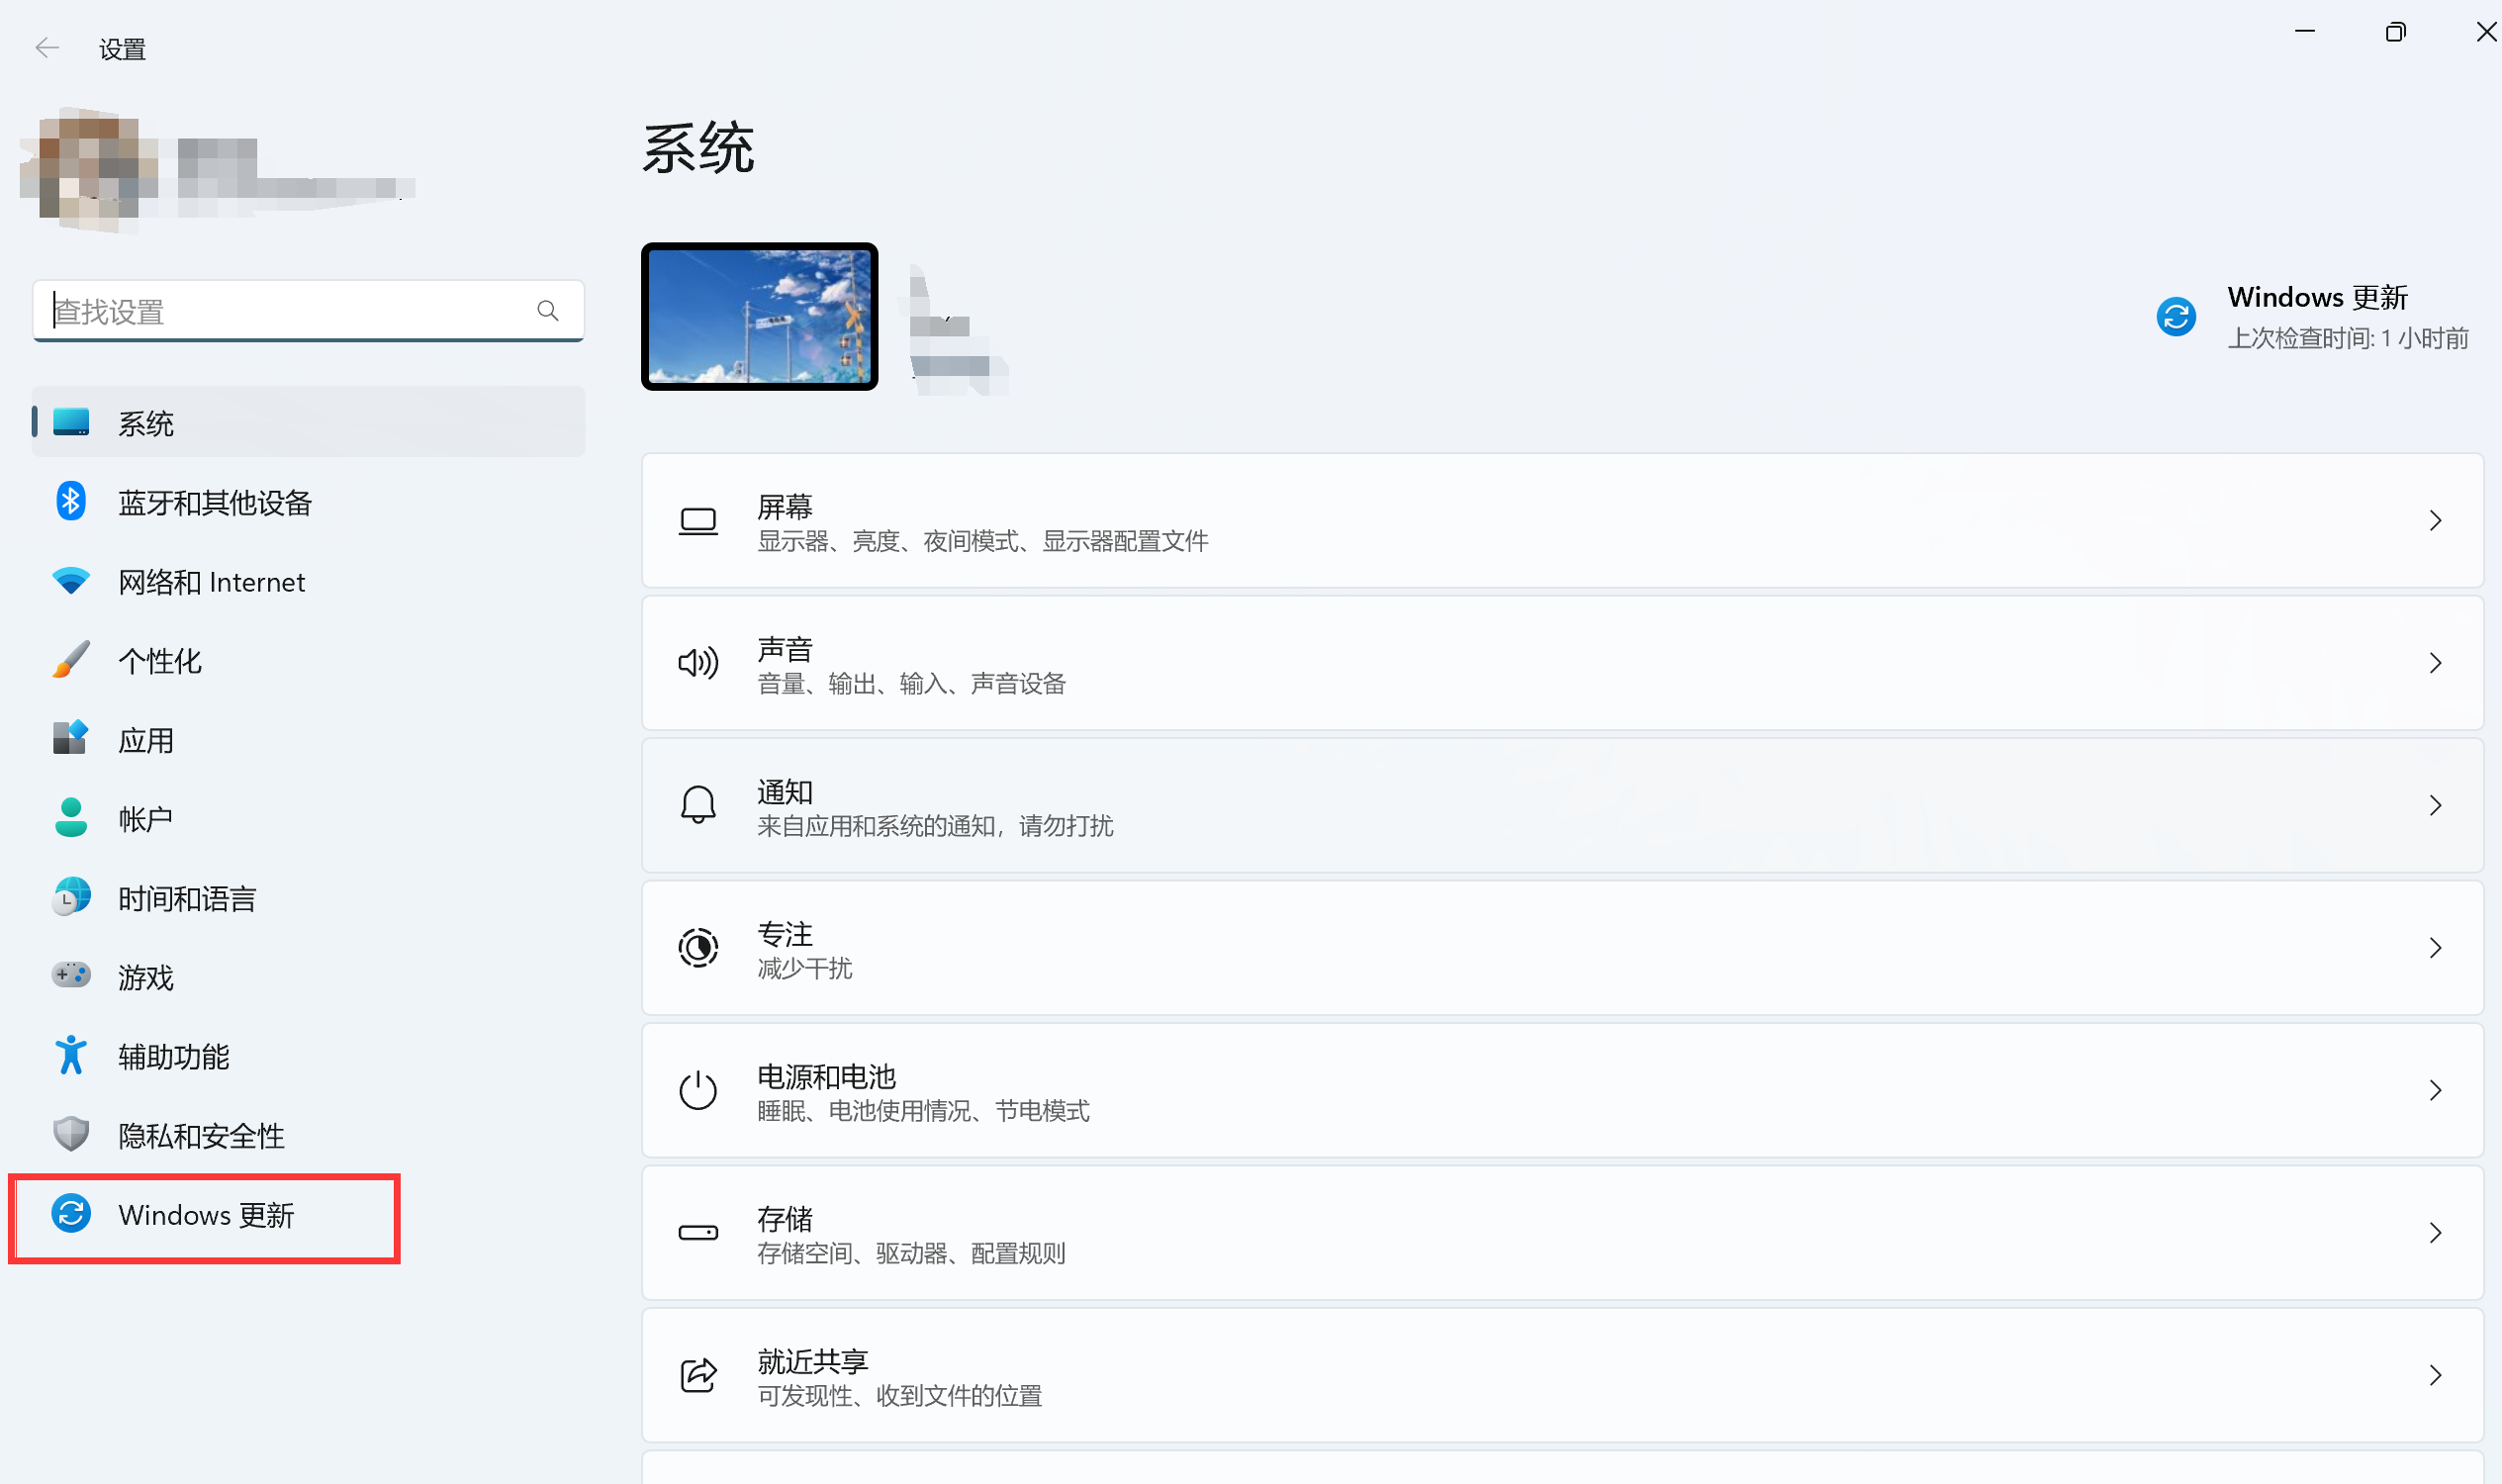 设置
查找设置
系统
蓝牙和其他设备
网络和 Internet
个性化
应用
帐户
时间和语言
游戏
辅助功能
隐私和安全性
Windows 更新
系统
Windows 更新
上次检查时间: 1 小时前
屏幕
显示器、亮度、夜间模式、显示器配置文件
声音
音量、输出、输入、声音设备
通知
来自应用和系统的通知，请勿打扰
专注
减少干扰
电源和电池
睡眠、电池使用情况、节电模式
存储
存储空间、驱动器、配置规则
就近共享
可发现性、收到文件的位置